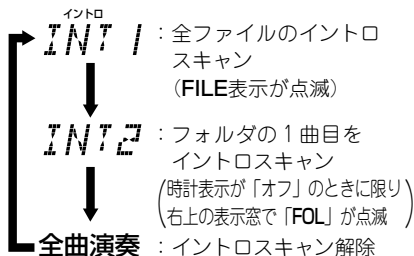 イントロ
INT 1 :全ファイルのイントロ
スキャン
(FILE表示が点滅)
INT2 :フォルダの1曲目を
イントロスキャン
(時計表示が「オフ」のときに限り
右上の表示窓で「FOL」が点滅)
全曲演奏 :イントロスキャン解除